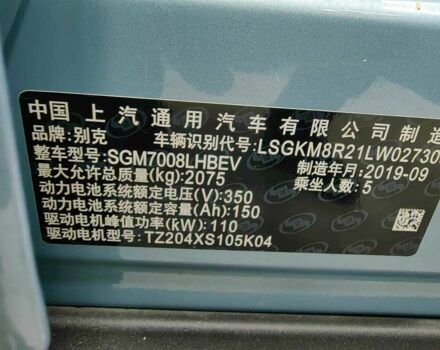 中国上汽通用汽车有限公司制造
品牌:别克 车辆识别代号:LSGKM8R21LW02730
整车型号:SGM7008LHBEV 制造年月:2019-09
最大允许总质量(kg):2075 乘坐人数:5
动力电池系统额定电压(V):350
动力电池系统额定容量(Ah):150
驱动电机峰值功率(kW):110
驱动电机型号:TZ204XS105K04